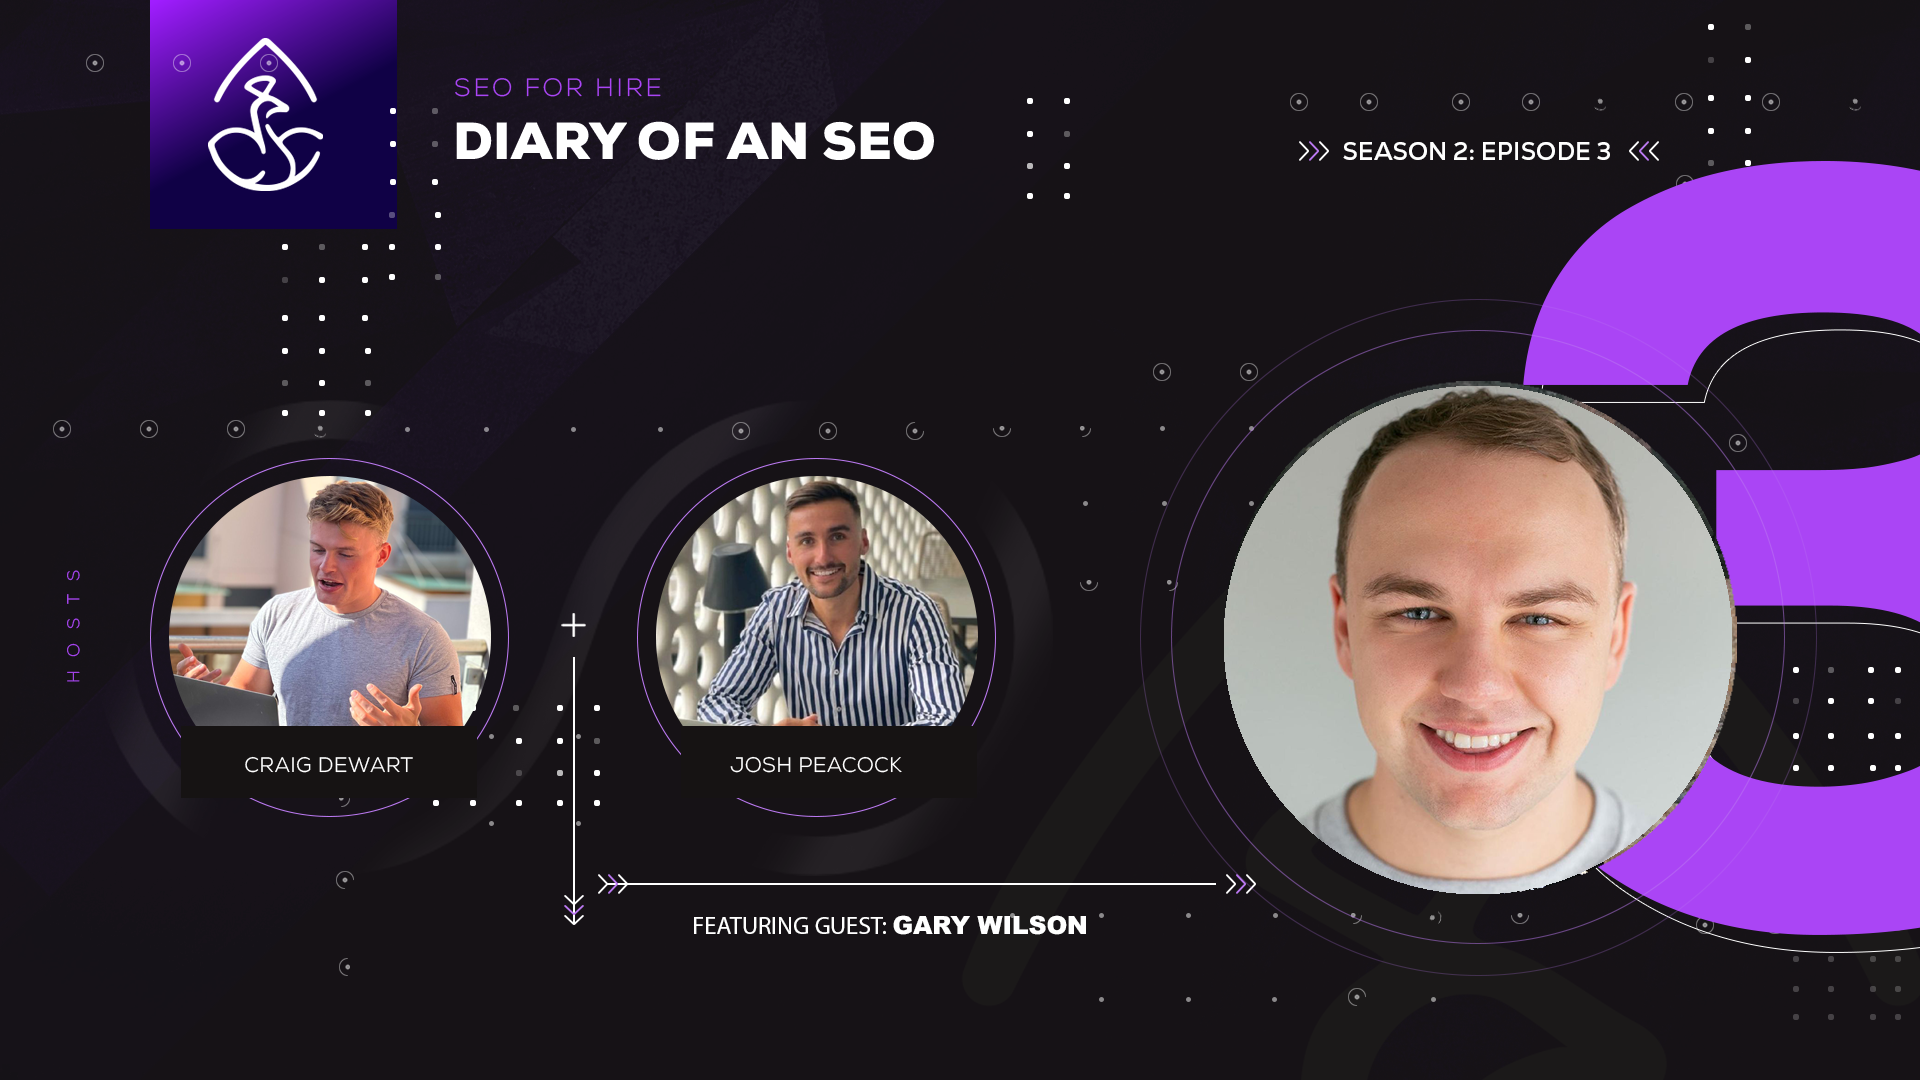 SEO FOR HIRE
DIARY OF AN SEO
SEASON 2: EPISODE 3
3
HOSTS
CRAIG DEWART
JOSH PEACOCK
FEATURING GUEST: GARY WILSON